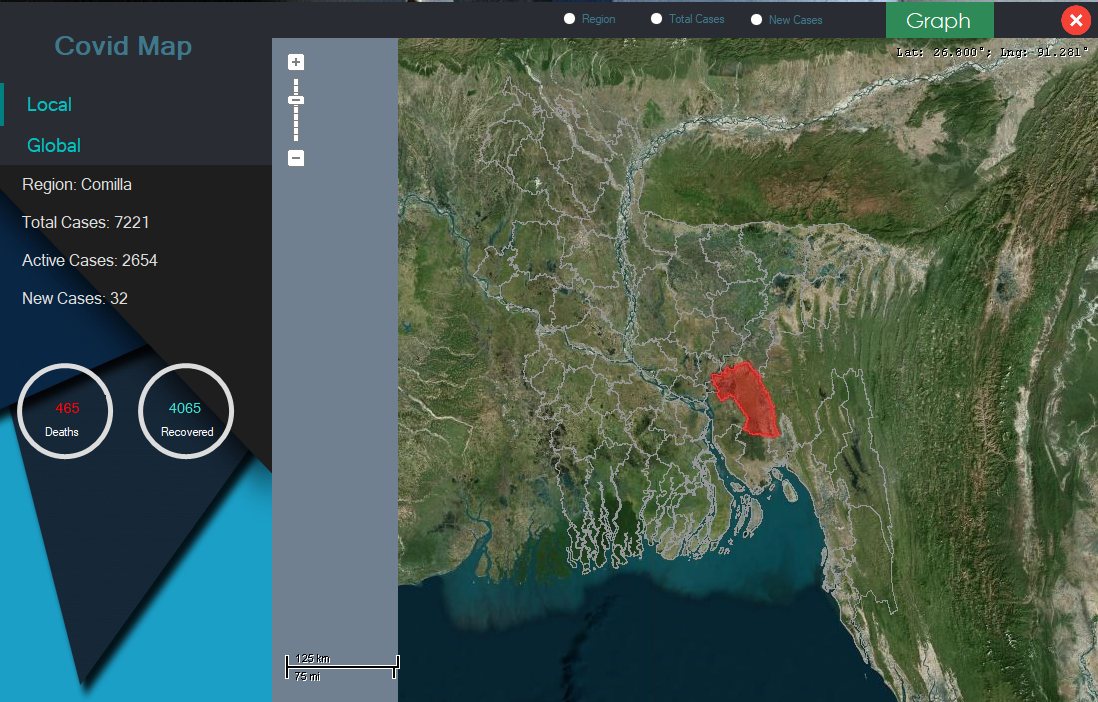 Covid Map
Region
Total Cases
New Cases
Graph
Lat: 26.800°; Lng: 91.281°
Local
Global
Region: Comilla
Total Cases: 7221
Active Cases: 2654
New Cases: 32
465
Deaths
4065
Recovered
125 km
75 mi